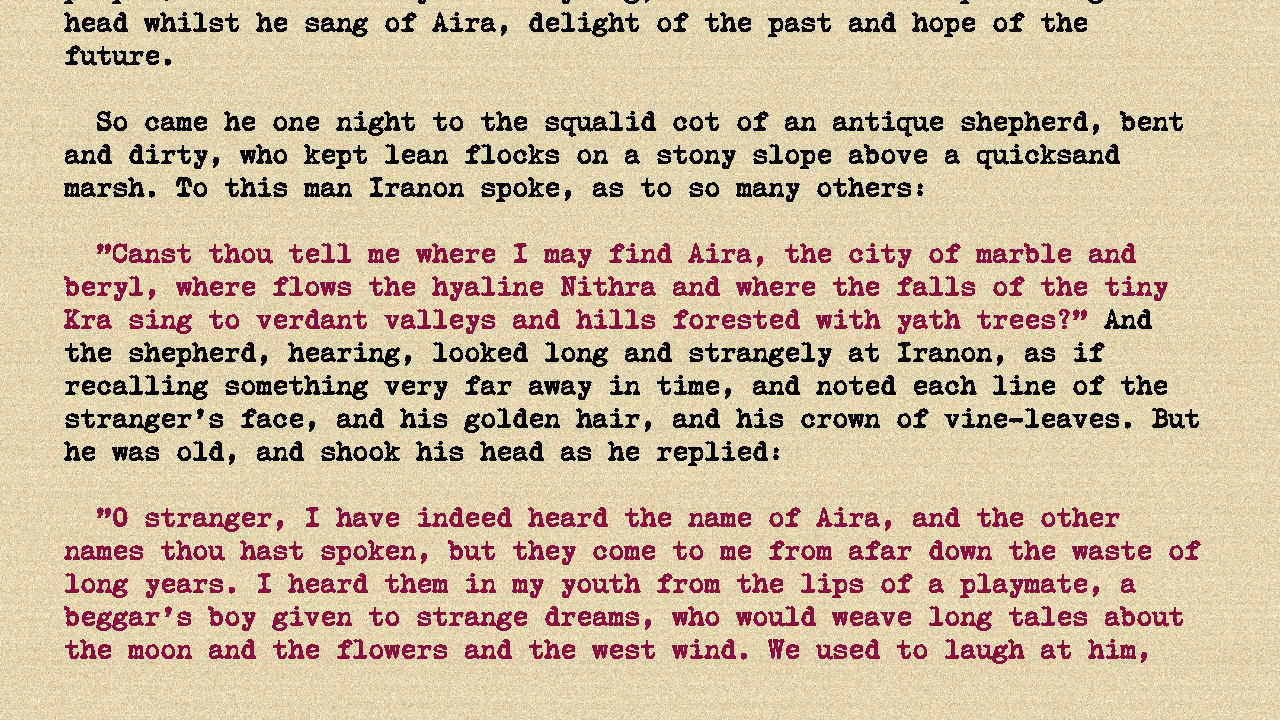 head whilst he sang of Aira, delight of the past and hope of the
future.
So came he one night to the squalid cot of an antique shepherd, bent
and dirty, who kept lean flocks on a stony slope above a quicksand
marsh. To this man Iranon spoke, as to so many others:
"Canst thou tell me where I may find Aira, the city of marble and
beryl, where flows the hyaline Nithra and where the falls of the tiny
Kra sing to verdant valleys and hills forested with yath trees?" And
the shepherd, hearing, looked long and strangely at Iranon, as if
recalling something very far away in time, and noted each line of the
stranger's face, and his golden hair, and his crown of vine-leaves. But
he was old, and shook his head as he replied:
"O stranger, I have indeed heard the name of Aira, and the other
names thou hast spoken, but they come to me from afar down the waste of
long years. I heard them in my youth from the lips of a playmate, a
beggar's boy given to strange dreams, who would weave long tales about
the moon and the flowers and the west wind. We used to laugh at him,